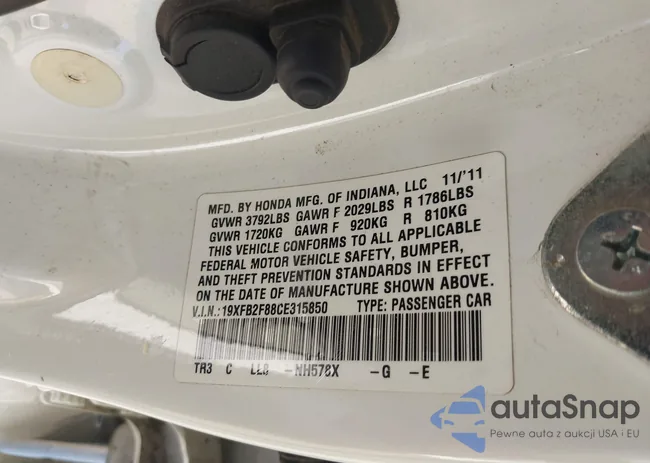 MFD. BY HONDA MFG. OF INDIANA, LLC 11/'11
GVWR 3792LBS GAWR F 2029LBS R 1786LBS
GVWR 1720KG GAWR F 920KG R 810KG
THIS VEHICLE CONFORMS TO ALL APPLICABLE
FEDERAL MOTOR VEHICLE SAFETY, BUMPER,
AND THEFT PREVENTION STANDARDS IN EFFECT
ON THE DATE OF MANUFACTURE SHOWN ABOVE.
V.I.N.:19XFB2F88CE315850 TYPE: PASSENGER CAR
TR3 C -NH578X -G -E
autaSnap
Pewne auta z aukcji USA i EU